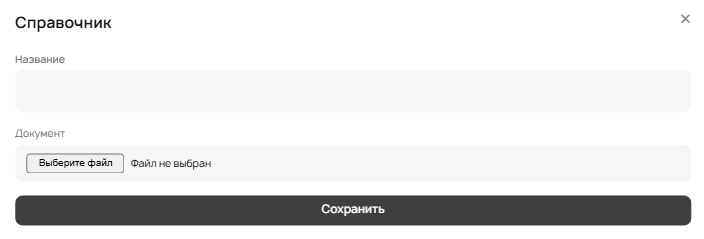 Справочник
Название
Документ
Выберите файл Файл не выбран
Сохранить